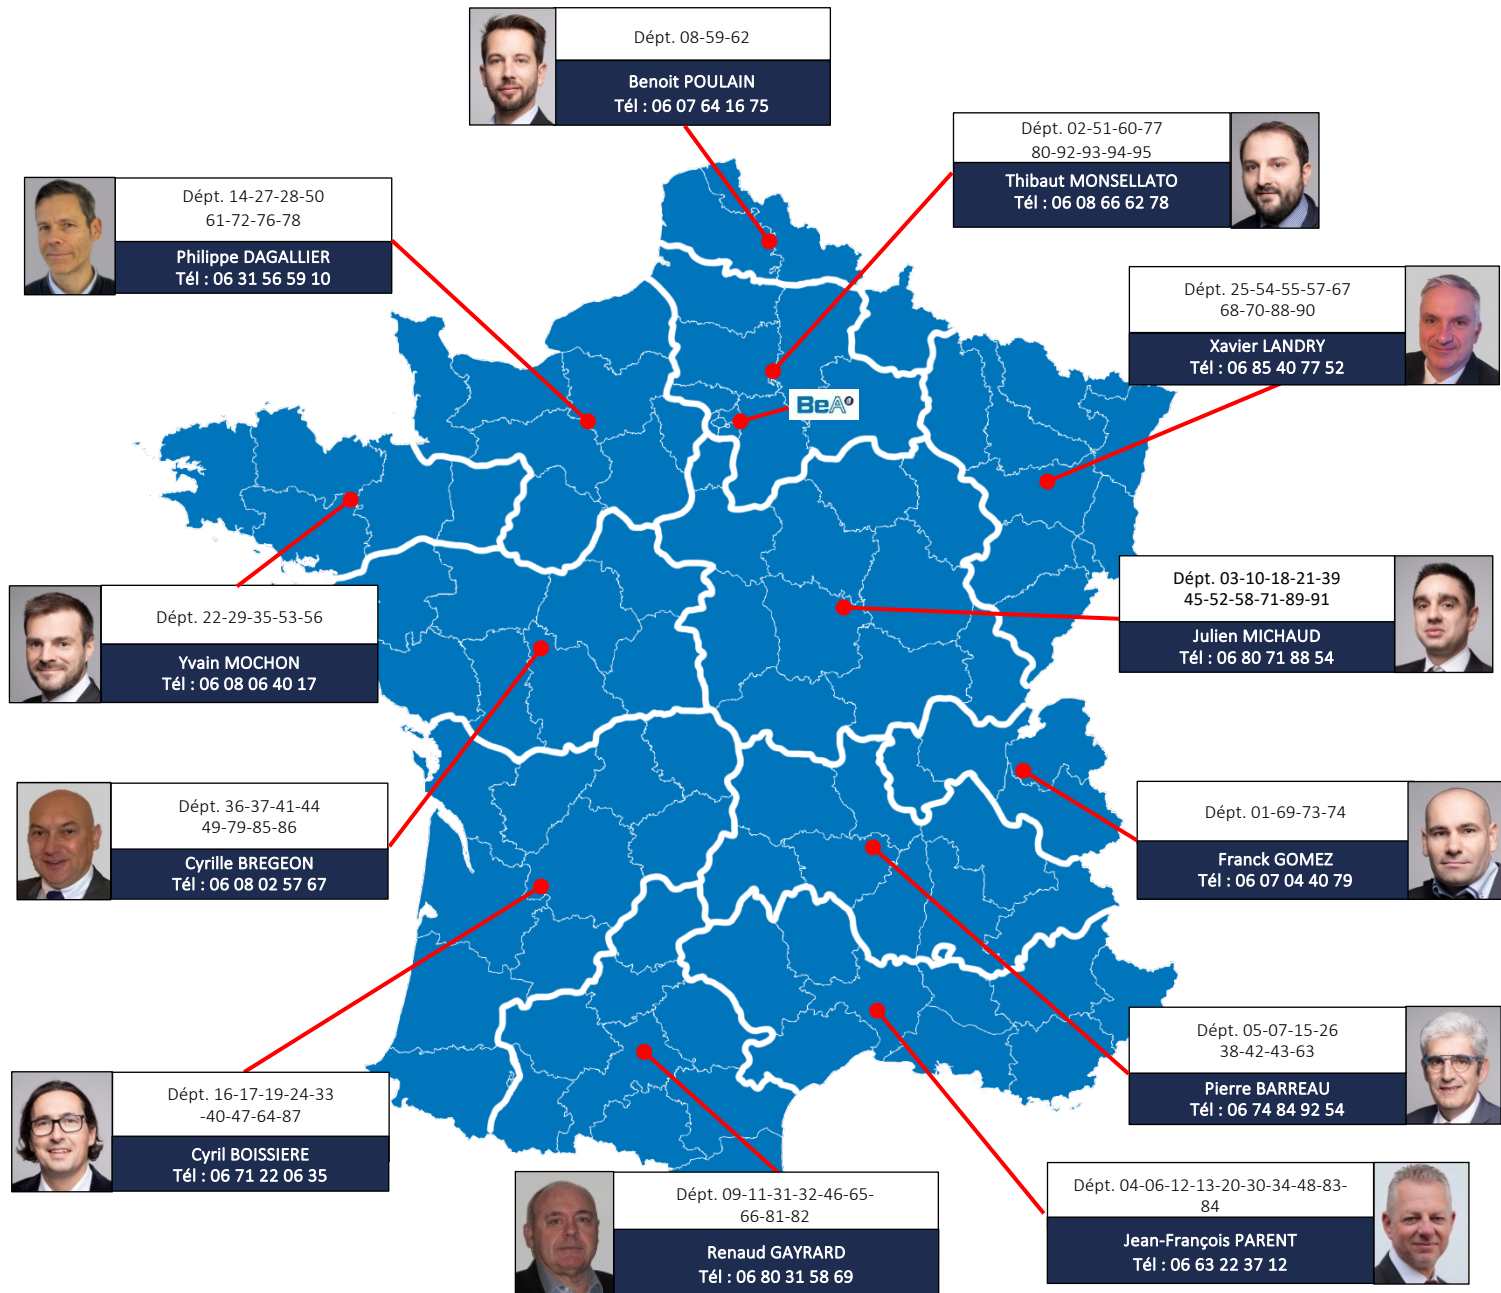 Dépt. 08-59-62
Benoit POULAIN
Tél : 06 07 64 16 75
Dépt. 02-51-60-77
80-92-93-94-95
Thibaut MONSELLATO
Tél : 06 08 66 62 78
Dépt. 14-27-28-50
61-72-76-78
Philippe DAGALLIER
Tél : 06 31 56 59 10
Dépt. 25-54-55-57-67
68-70-88-90
Xavier LANDRY
Tél : 06 85 40 77 52
BeA
Dépt. 22-29-35-53-56
Yvain MOCHON
Tél : 06 08 06 40 17
Dépt. 03-10-18-21-39
45-52-58-71-89-91
Julien MICHAUD
Tél : 06 80 71 88 54
Dépt. 36-37-41-44
49-79-85-86
Cyrille BREGEON
Tél : 06 08 02 57 67
Dépt. 01-69-73-74
Franck GOMEZ
Tél : 06 07 04 40 79
Dépt. 16-17-19-24-33
-40-47-64-87
Cyril BOISSIERE
Tél : 06 71 22 06 35
Dépt. 05-07-15-26
38-42-43-63
Pierre BARREAU
Tél : 06 74 84 92 54
Dépt. 09-11-31-32-46-65-
66-81-82
Renaud GAYRARD
Tél : 06 80 31 58 69
Dépt. 04-06-12-13-20-30-34-48-83-
84
Jean-François PARENT
Tél : 06 63 22 37 12